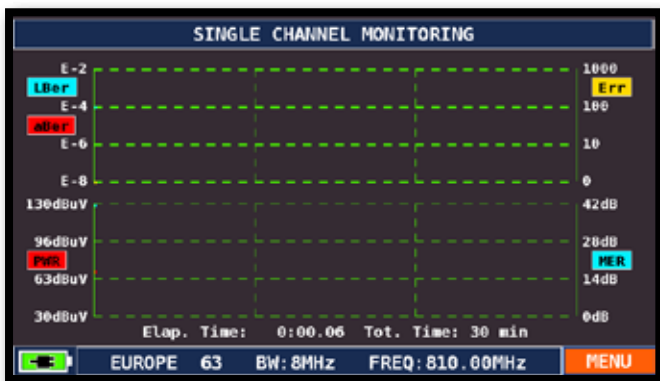 SINGLE CHANNEL MONITORING
E-2 1000
LBer Err
E-4 100
aBer
E-6 10
E-8 0
130dBuV 42dB
96dBuV 28dB
PWR MER
63dBuV 14dB
30dBuV 0dB
Elap. Time: 0:00.06 Tot. Time: 30 min
EUROPE 63 BW:8MHz FREQ:810.00MHz MENU